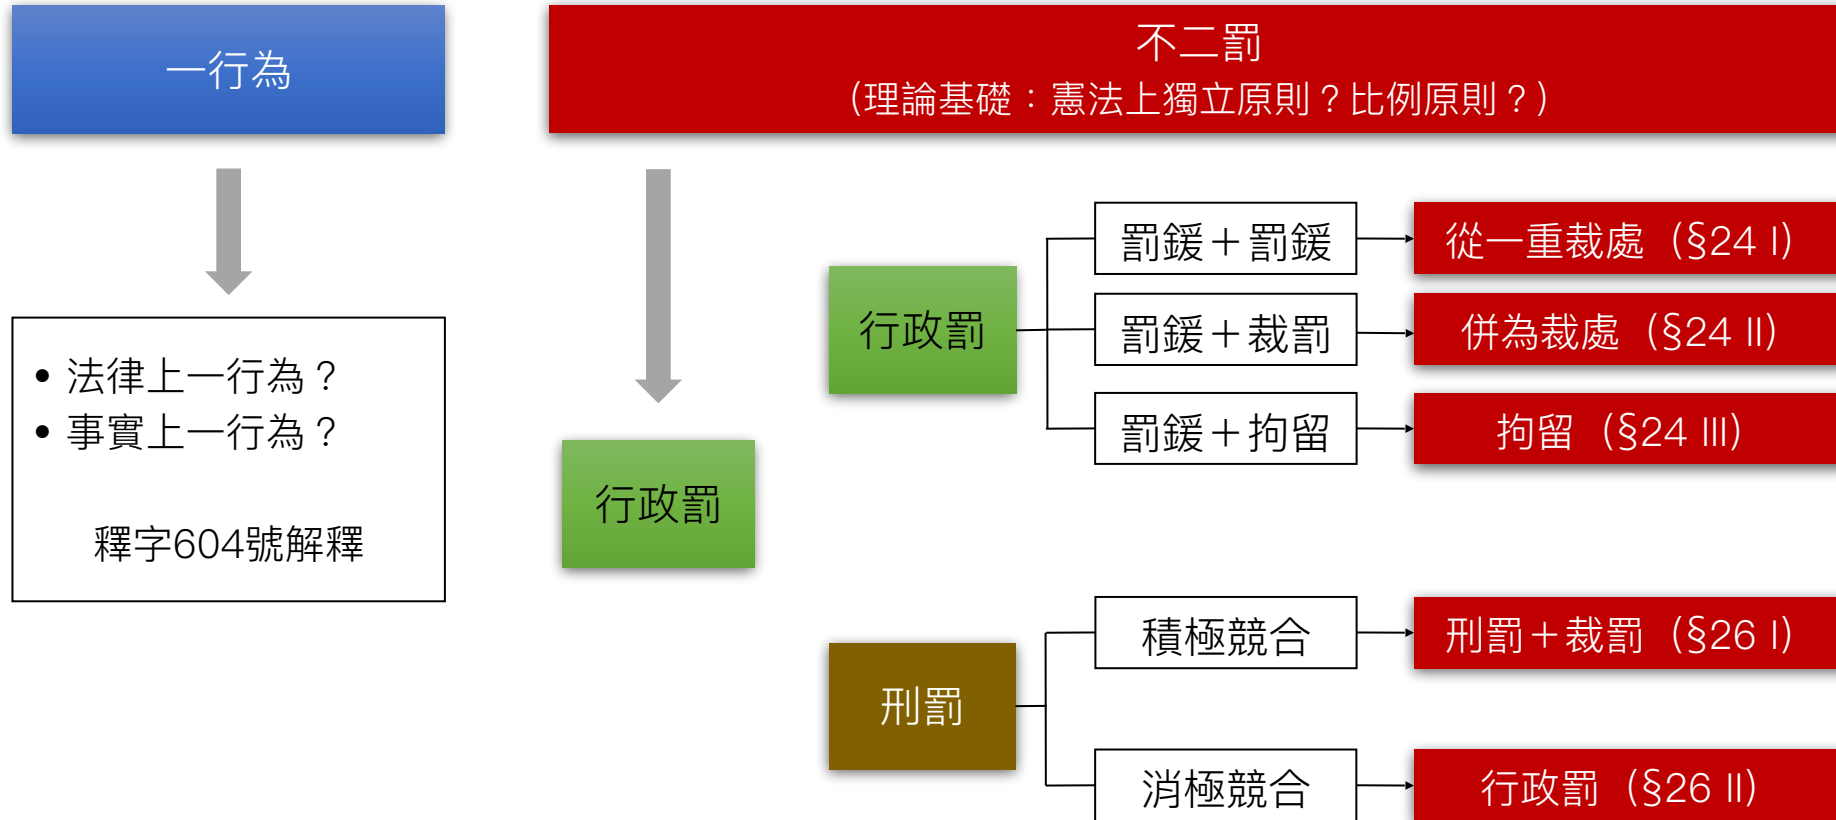 一行為
不二罰
（理論基礎：憲法上獨立原則？比例原則？）
• 法律上一行為？
• 事實上一行為？
釋字604號解釋
行政罰
行政罰
罰鍰＋罰鍰
從一重裁處（§24 I）
罰鍰＋裁罰
併為裁處（§24 II）
罰鍰＋拘留
拘留（§24 III）
刑罰
積極競合
刑罰＋裁罰（§26 I）
消極競合
行政罰（§26 II）